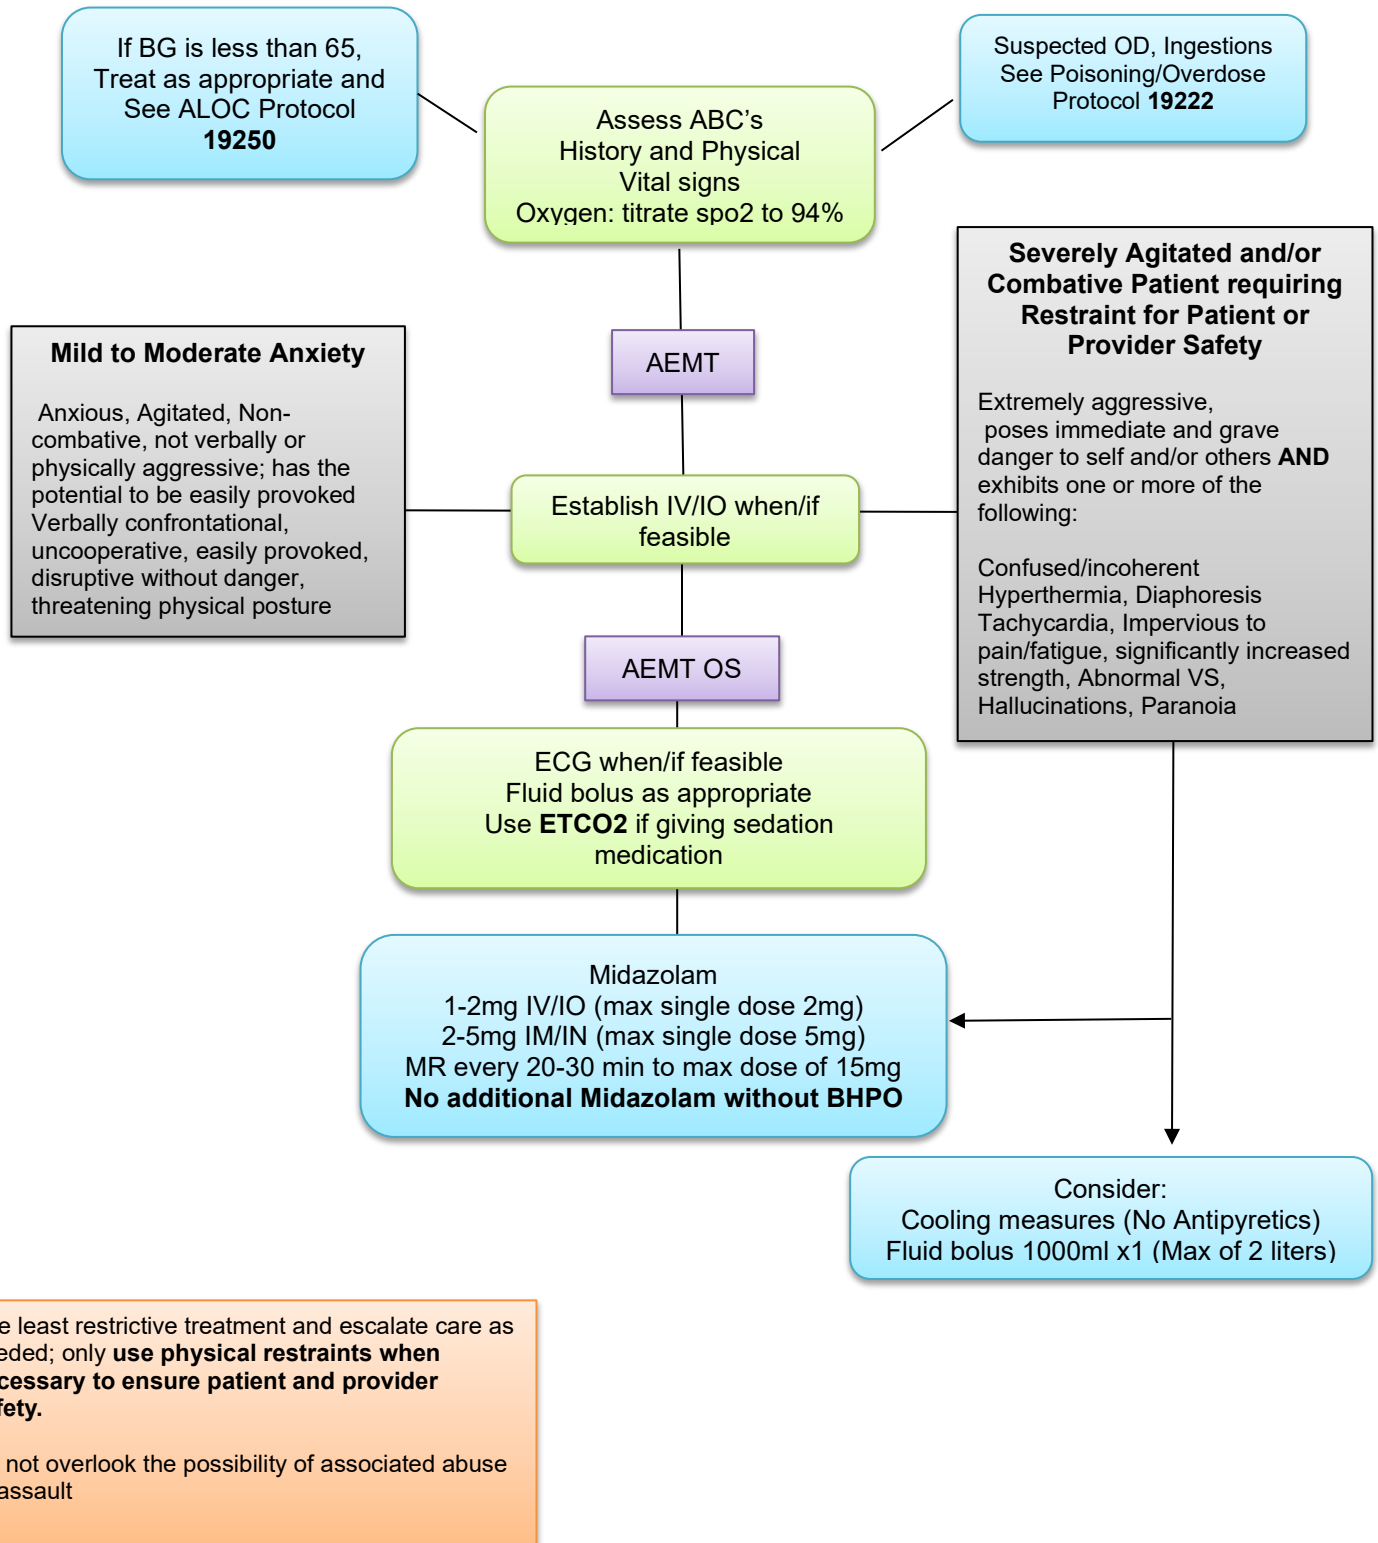 If BG is less than 65,
Treat as appropriate and
See ALOC Protocol
19250
Suspected OD, Ingestions
See Poisoning/Overdose
Protocol 19222
Assess ABC’s
History and Physical
Vital signs
Oxygen: titrate spo2 to 94%
AEMT
Mild to Moderate Anxiety
Anxious, Agitated, Non-
combative, not verbally or
physically aggressive; has the
potential to be easily provoked
Verbally confrontational,
uncooperative, easily provoked,
disruptive without danger,
threatening physical posture
Severely Agitated and/or
Combative Patient requiring
Restraint for Patient or
Provider Safety
Extremely aggressive,
poses immediate and grave
danger to self and/or others AND
exhibits one or more of the
following:
Confused/incoherent
Hyperthermia, Diaphoresis
Tachycardia, Impervious to
pain/fatigue, significantly increased
strength, Abnormal VS,
Hallucinations, Paranoia
Establish IV/IO when/if
feasible
AEMT OS
ECG when/if feasible
Fluid bolus as appropriate
Use ETCO2 if giving sedation
medication
Midazolam
1-2mg IV/IO (max single dose 2mg)
2-5mg IM/IN (max single dose 5mg)
MR every 20-30 min to max dose of 15mg
No additional Midazolam without BHPO
Consider:
Cooling measures (No Antipyretics)
Fluid bolus 1000ml x1 (Max of 2 liters)
least restrictive treatment and escalate care as
only use physical restraints when
to ensure patient and provider
not overlook the possibility of associated abuse
assault